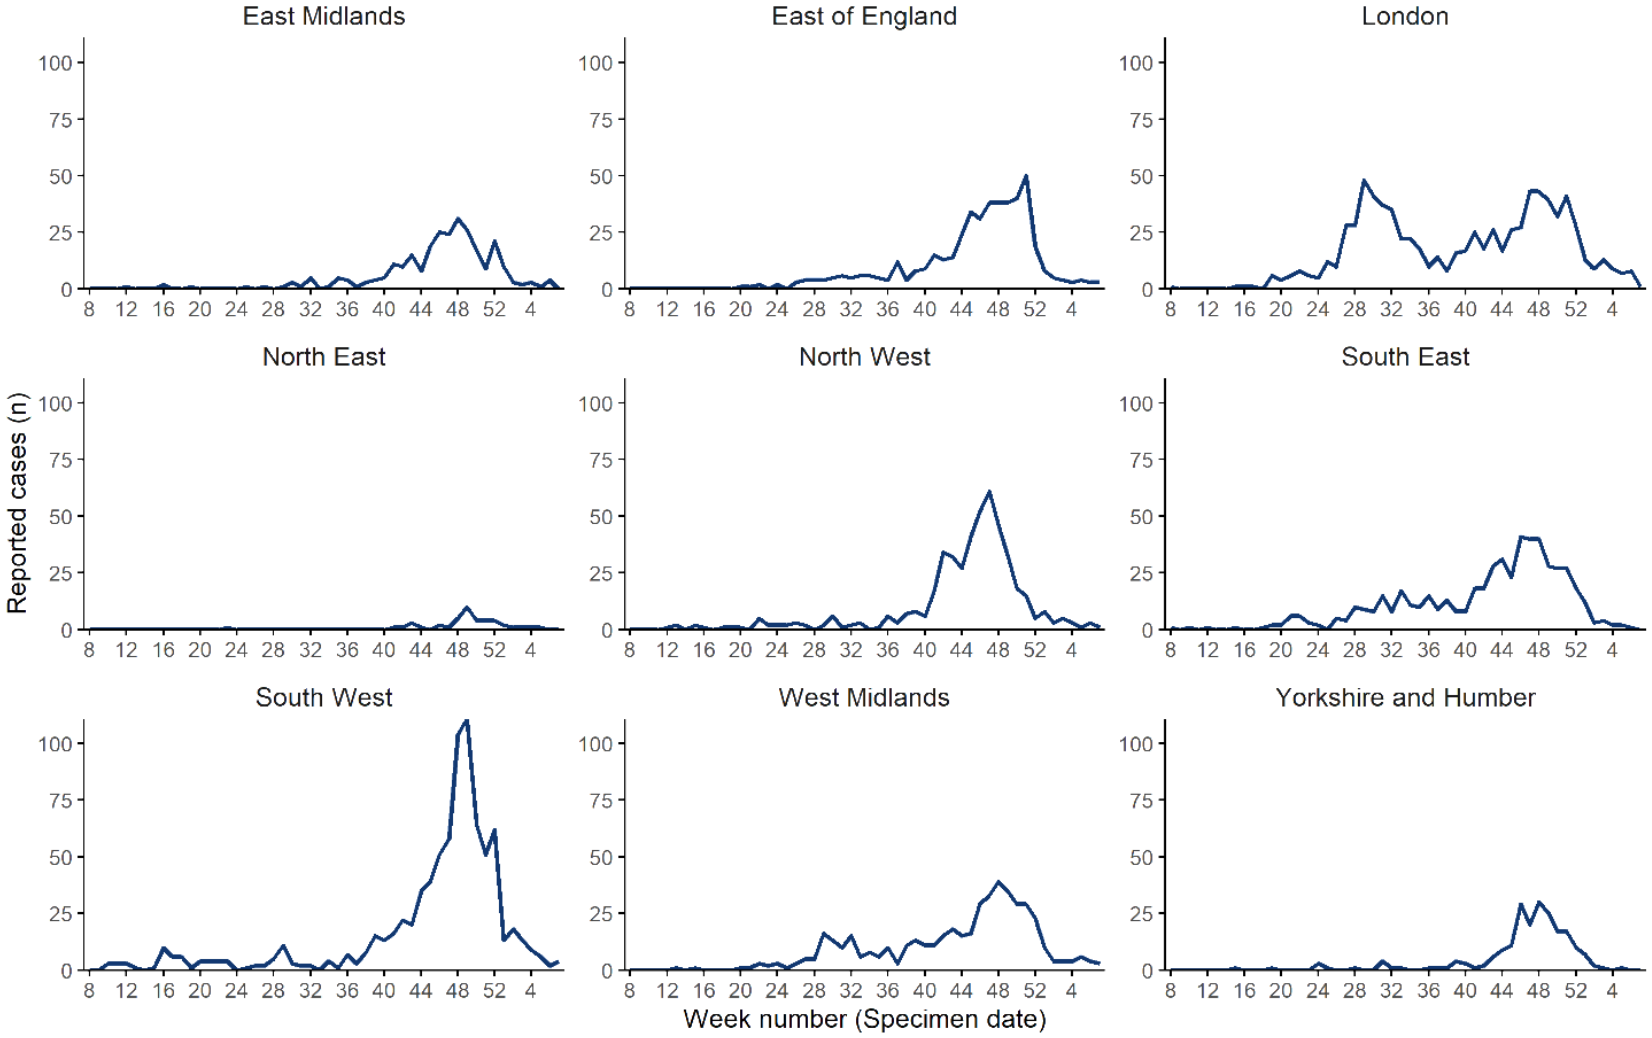 East Midlands East of England London
100 100 100
75 75 75
50 50 50
25 25 25
0 0 0
8 12 16 20 24 28 32 36 40 44 48 52 4 8 12 16 20 24 28 32 36 40 44 48 52 4 8 12 16 20 24 28 32 36 40 44 48 52 4
North East North West South East
Reported cases (n)
100 100 100
75 75 75
50 50 50
25 25 25
0 0 0
8 12 16 20 24 28 32 36 40 44 48 52 4 8 12 16 20 24 28 32 36 40 44 48 52 4 8 12 16 20 24 28 32 36 40 44 48 52 4
South West West Midlands Yorkshire and Humber
100 100 100
75 75 75
50 50 50
25 25 25
0 0 0
8 12 16 20 24 28 32 36 40 44 48 52 4 8 12 16 20 24 28 32 36 40 44 48 52 4 8 12 16 20 24 28 32 36 40 44 48 52 4
Week number (Specimen date)